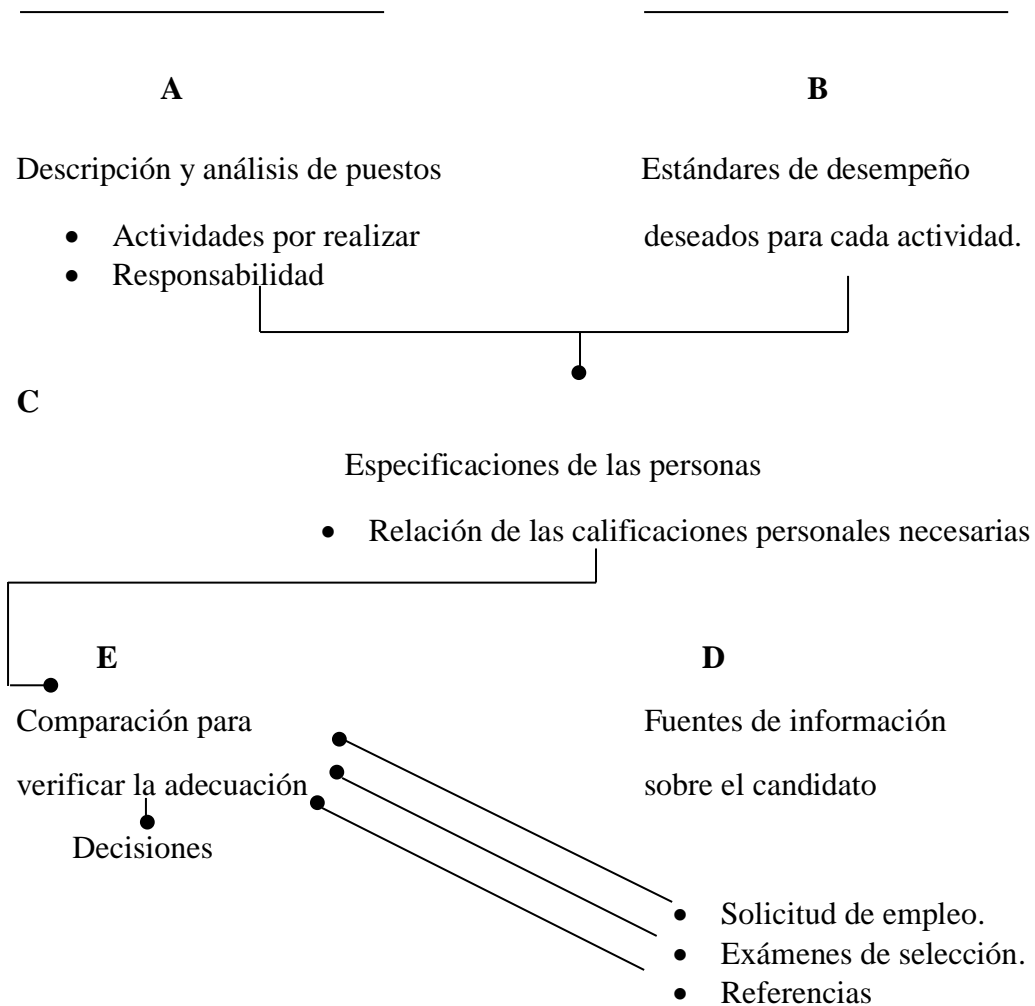 A
B
Descripción y análisis de puestos
Estándares de desempeño
• Actividades por realizar
deseados para cada actividad.
• Responsabilidad
C
Especificaciones de las personas
• Relación de las calificaciones personales necesarias
E
D
Comparación para
Fuentes de información
verificar la adecuación
sobre el candidato
Decisiones
• Solicitud de empleo.
• Exámenes de selección.
• Referencias